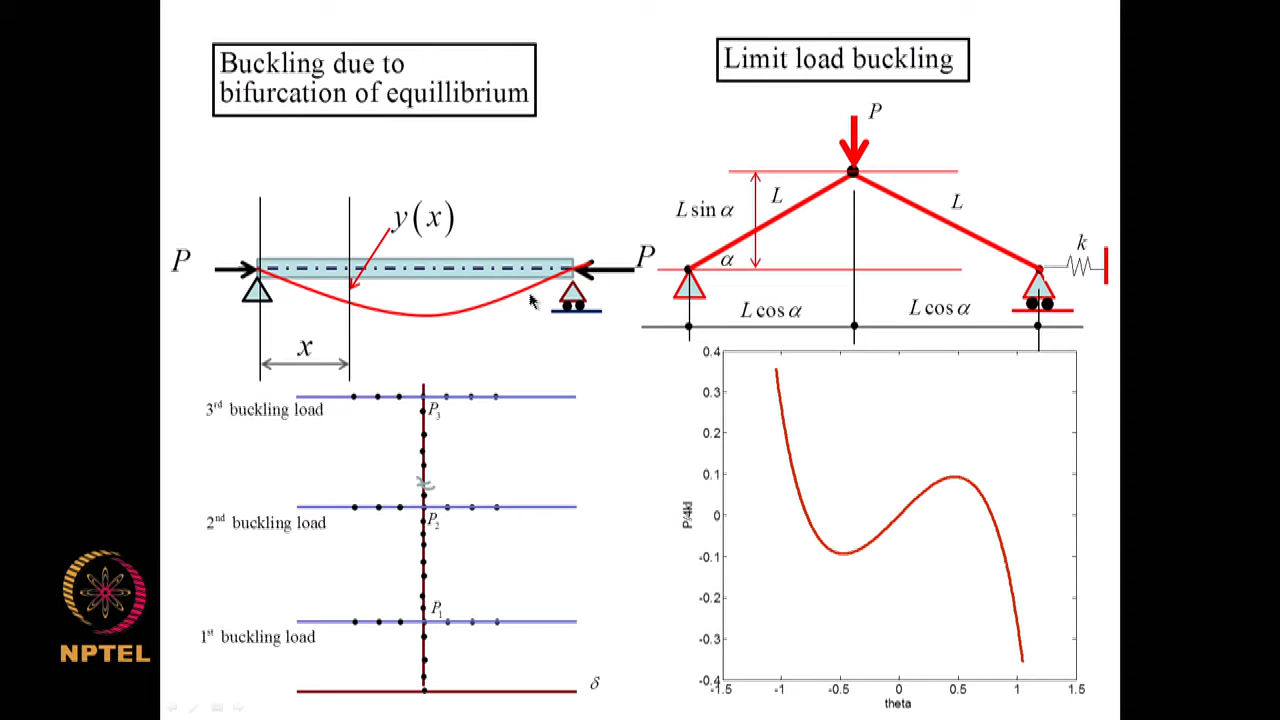 Buckling due to
bifurcation of equillibrium
y(x)
P
P
x
3rd buckling load
P3
2nd buckling load
P2
P1
1st buckling load
δ
Limit load buckling
P
L sin α
L
L
α
k
L cos α
L cos α
P/4kl
0.4
0.3
0.2
0.1
0
-0.1
-0.2
-0.3
-0.4
-1.5 -1 -0.5 0 0.5 1 1.5
theta
NPTEL